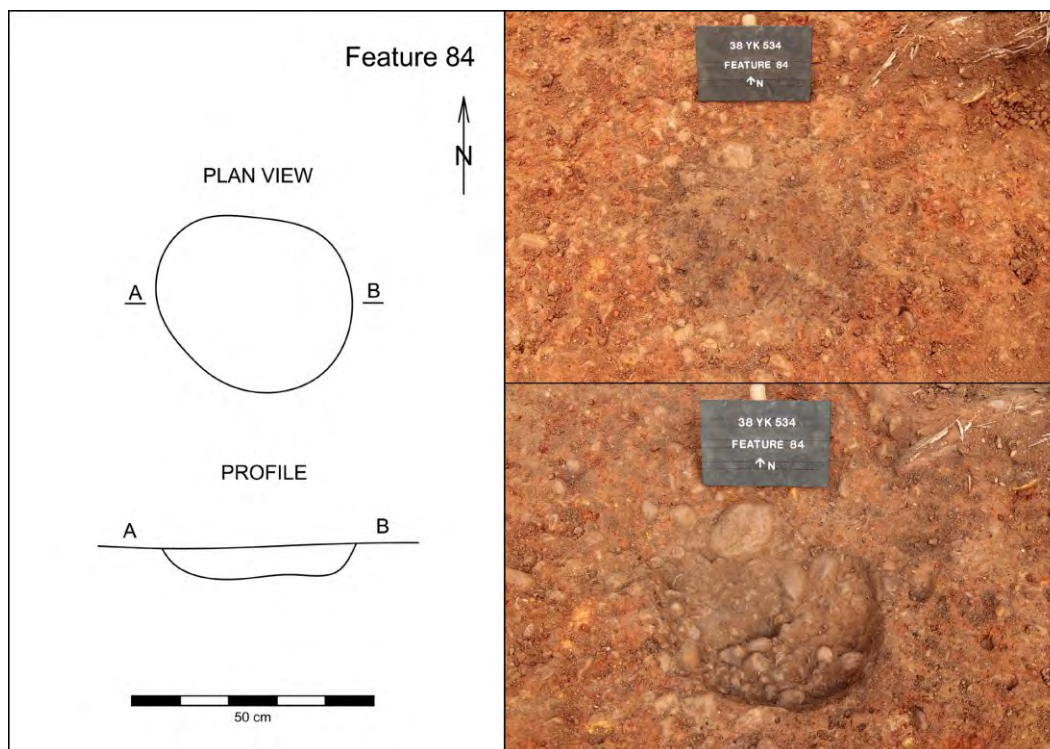 Feature 84
N
PLAN VIEW
A
B
PROFILE
A
B
50 cm
38 YK 534
FEATURE 84
↑N
38 YK 534
FEATURE 84
↑N